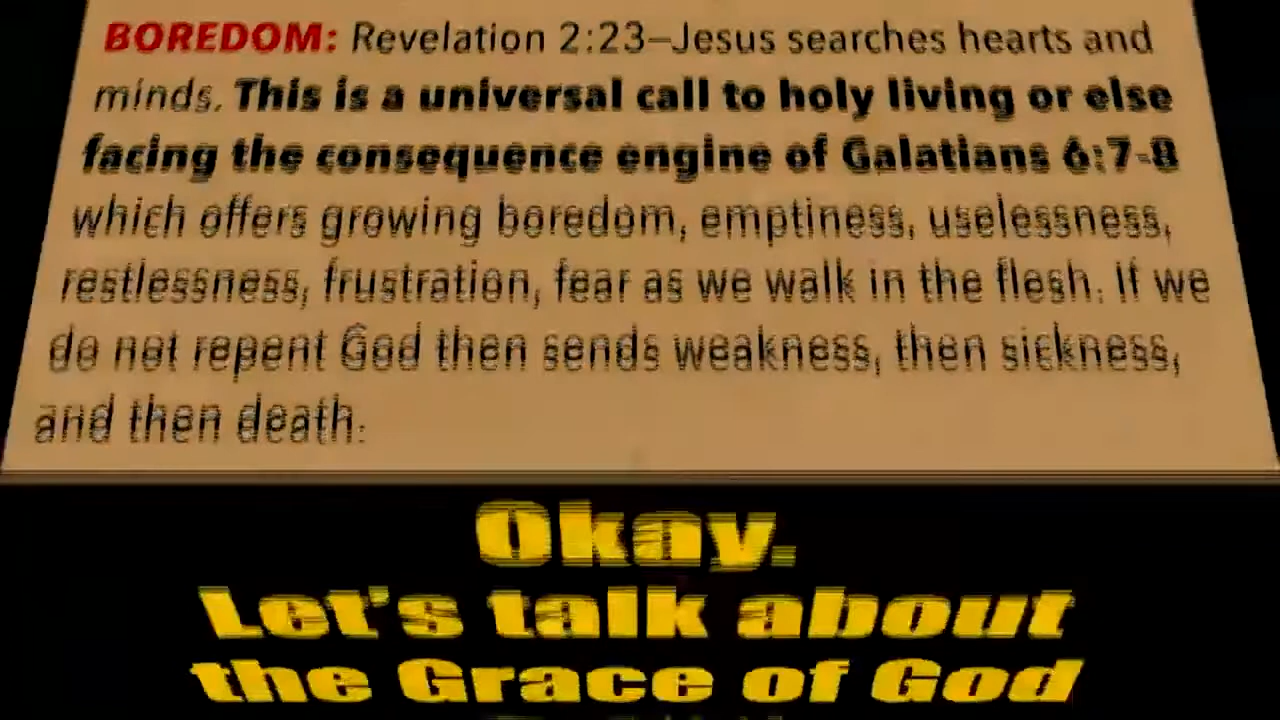 BOREDOM: Revelation 2:23–Jesus searches hearts and
minds. This is a universal call to holy living or else
facing the consequence engine of Galatians 6:7-8
which offers growing boredom, emptiness, uselessness,
restlessness, frustration, fear as we walk in the flesh. If we
do not repent God then sends weakness, then sickness,
and then death.
Okay.
Let's talk about
the Grace of God